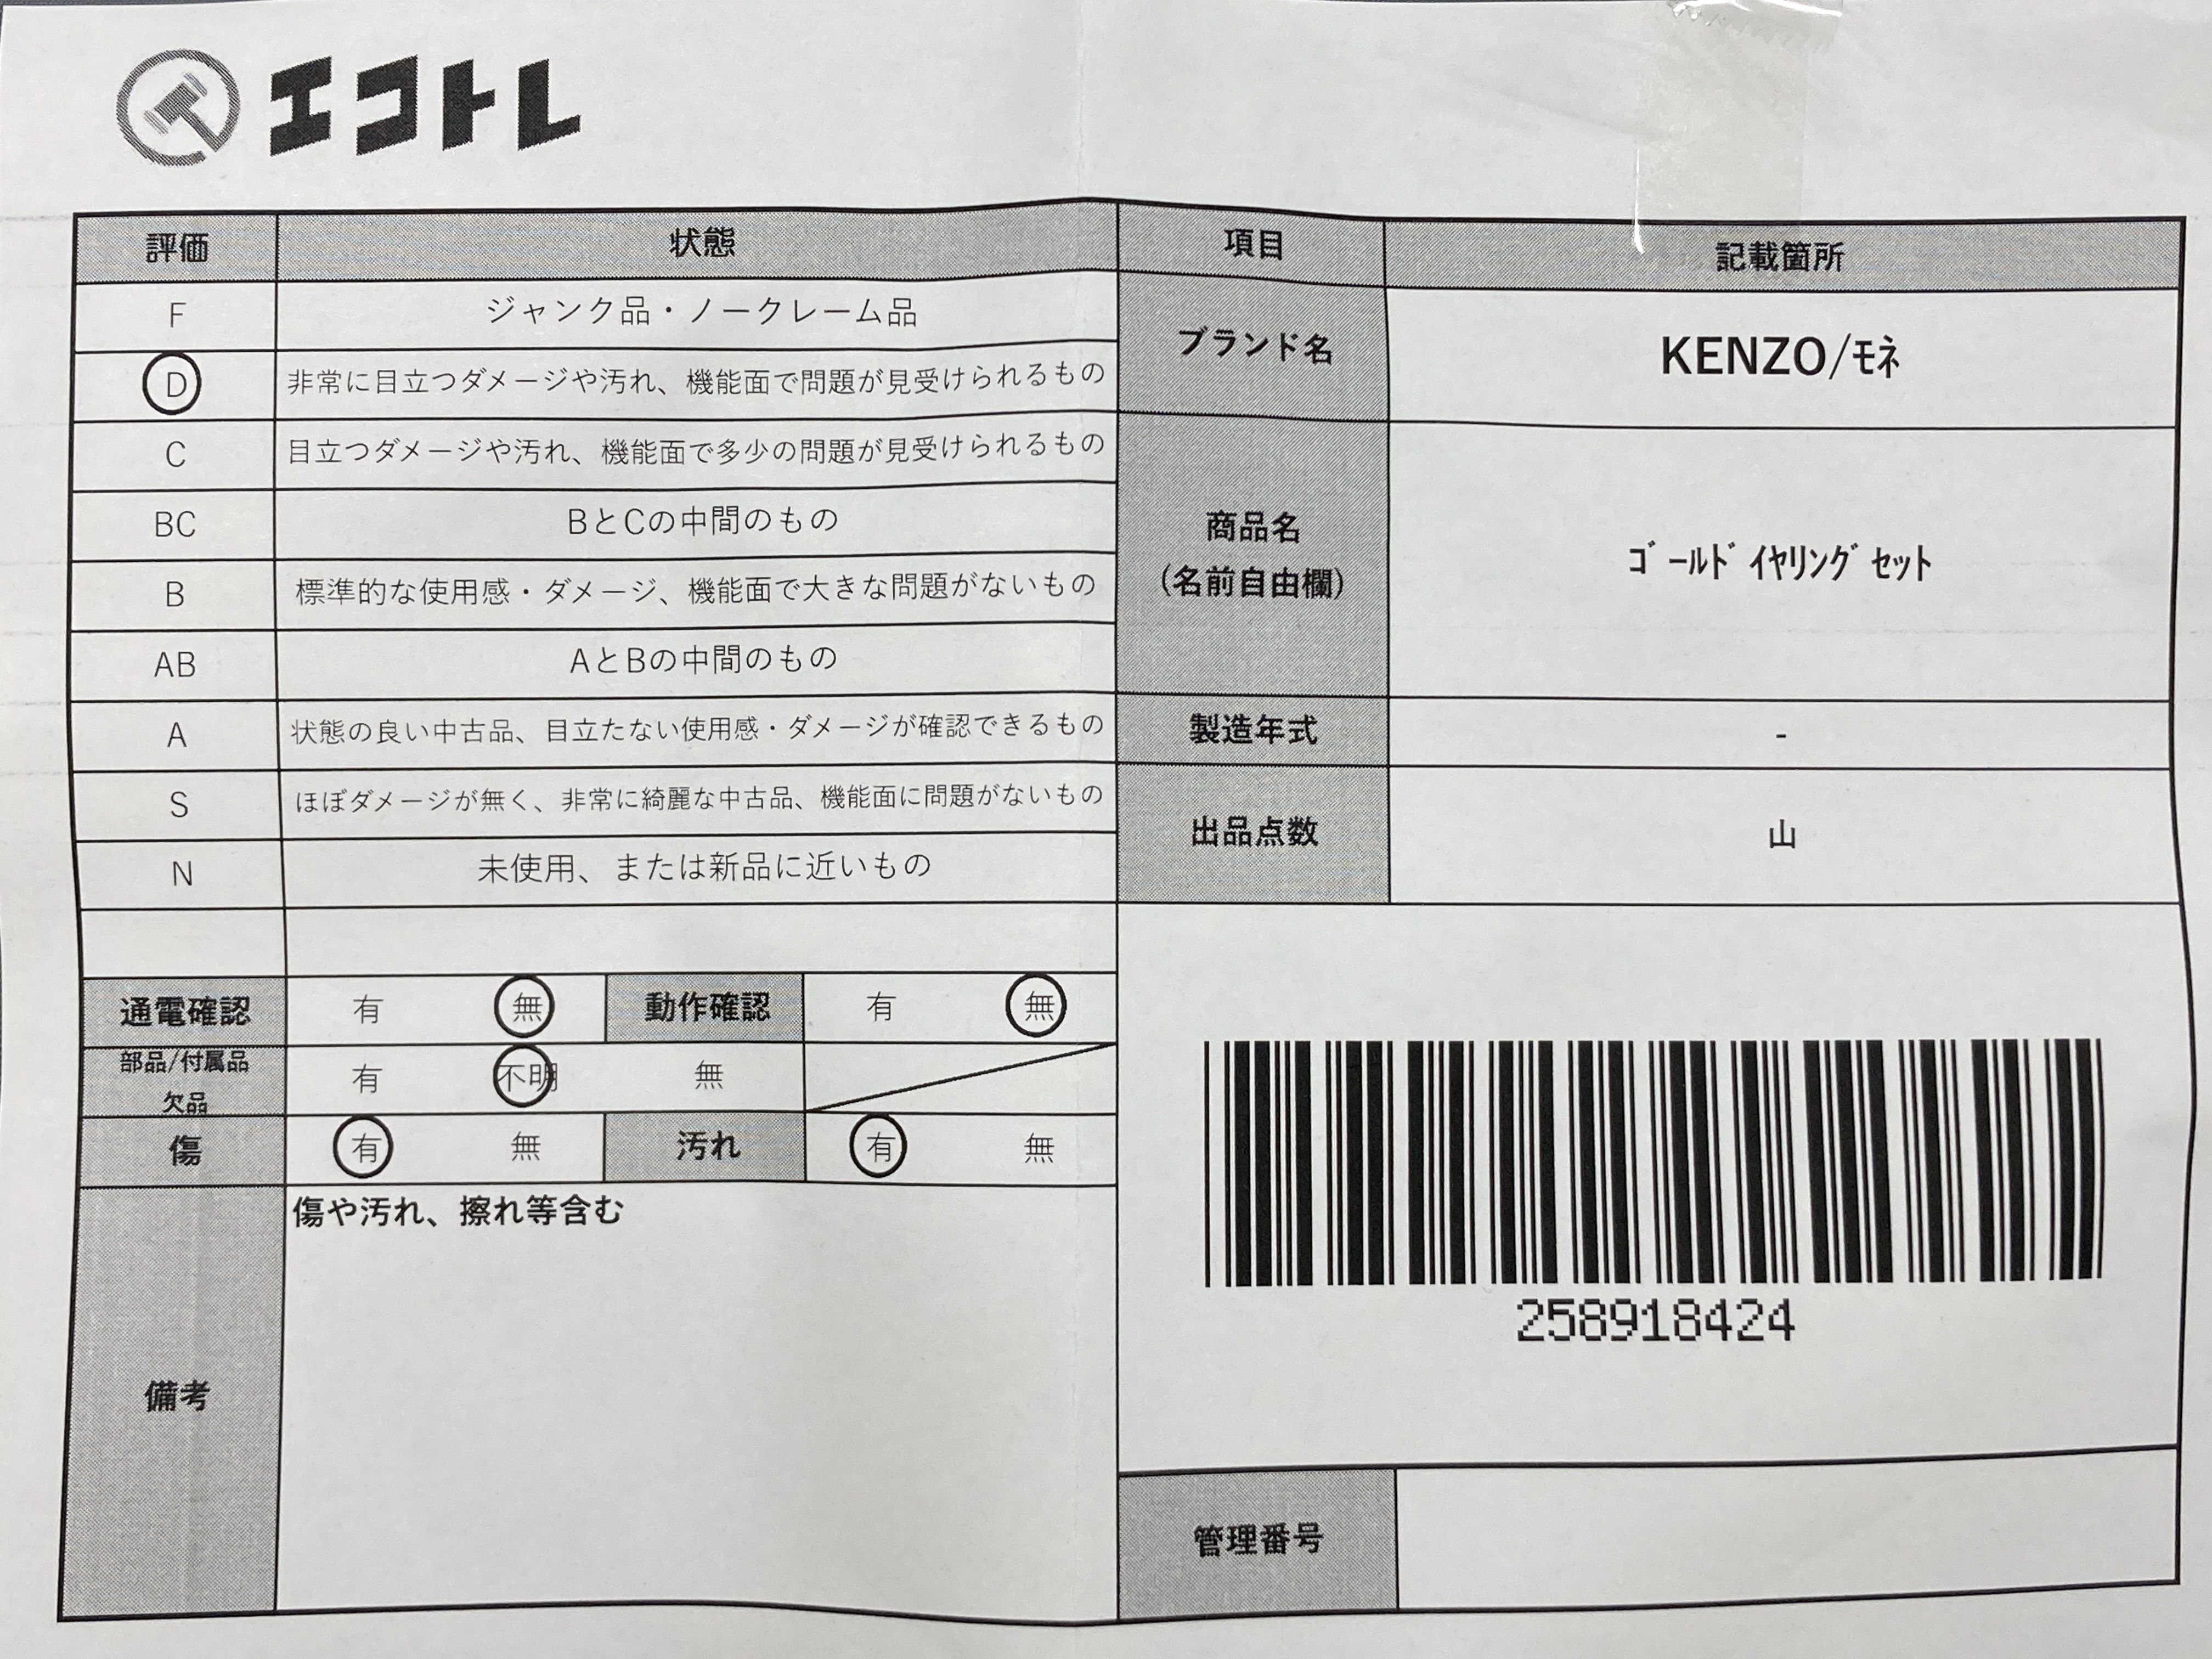 エコトレ
評価 状態 項目 記載箇所
F ジャンク品・ノークレーム品
D 非常に目立つダメージや汚れ、機能面で問題が見受けられるもの
C 目立つダメージや汚れ、機能面で多少の問題が見受けられるもの
BC BとCの中間のもの
B 標準的な使用感・ダメージ、機能面で大きな問題がないもの
AB AとBの中間のもの
A 状態の良い中古品、目立たない使用感・ダメージが確認できるもの
S ほぼダメージが無く、非常に綺麗な中古品、機能面に問題がないもの
N 未使用、または新品に近いもの
ブランド名 KENZO/ﾓﾈ
商品名
(名前自由欄)
ｺﾞｰﾙﾄﾞｲﾔﾘﾝｸﾞｾｯﾄ
製造年式 -
出品点数 山
通電確認 有 無 動作確認 有 無
部品/付属品
欠品
有 不明 無
傷 有 無 汚れ 有 無
備考
傷や汚れ、擦れ等含む
258918424
管理番号